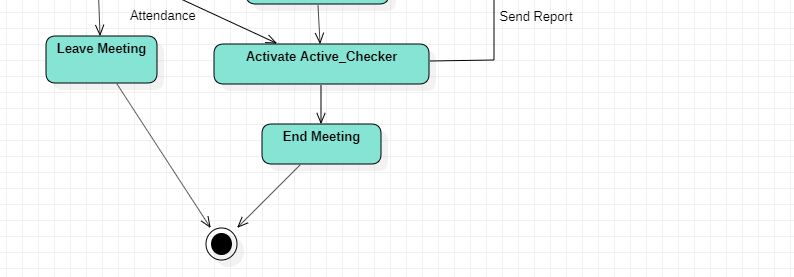 Attendance
Send Report
Leave Meeting
Activate Active_Checker
End Meeting